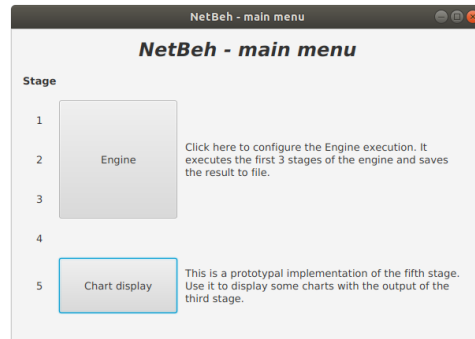 NetBeh - main menu
NetBeh - main menu
Stage
1
2
3
Engine
Click here to configure the Engine execution. It
executes the first 3 stages of the engine and saves
the result to file.
4
5
Chart display
This is a prototypal implementation of the fifth stage.
Use it to display some charts with the output of the
third stage.